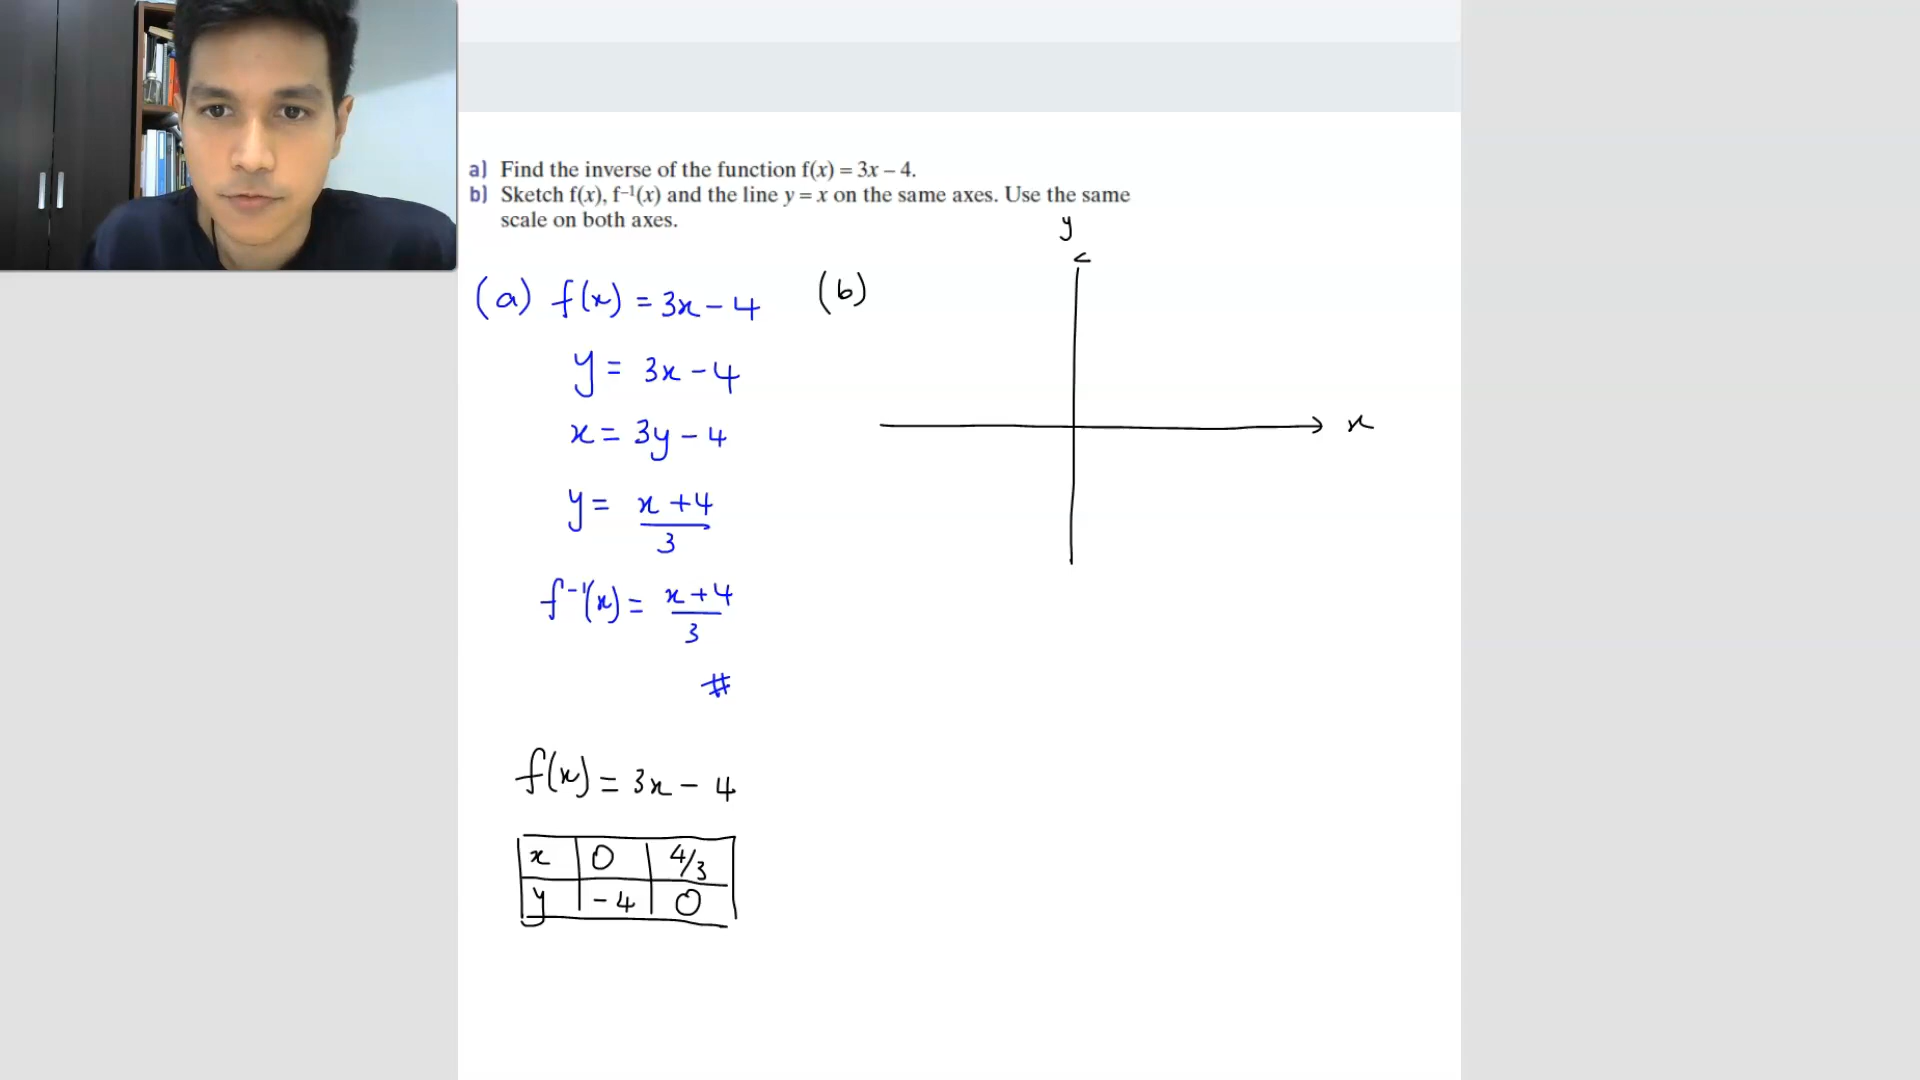 a) Find the inverse of the function f(x) = 3x – 4.
b) Sketch f(x), f⁻¹(x) and the line y = x on the same axes. Use the same
scale on both axes.
(a) f(x) = 3x – 4
y = 3x – 4
x = 3y – 4
y = x + 4
3
f⁻¹(x) = x + 4
3
#
f(x) = 3x – 4
x 0 4/3
y – 4 0
(b)
y
x